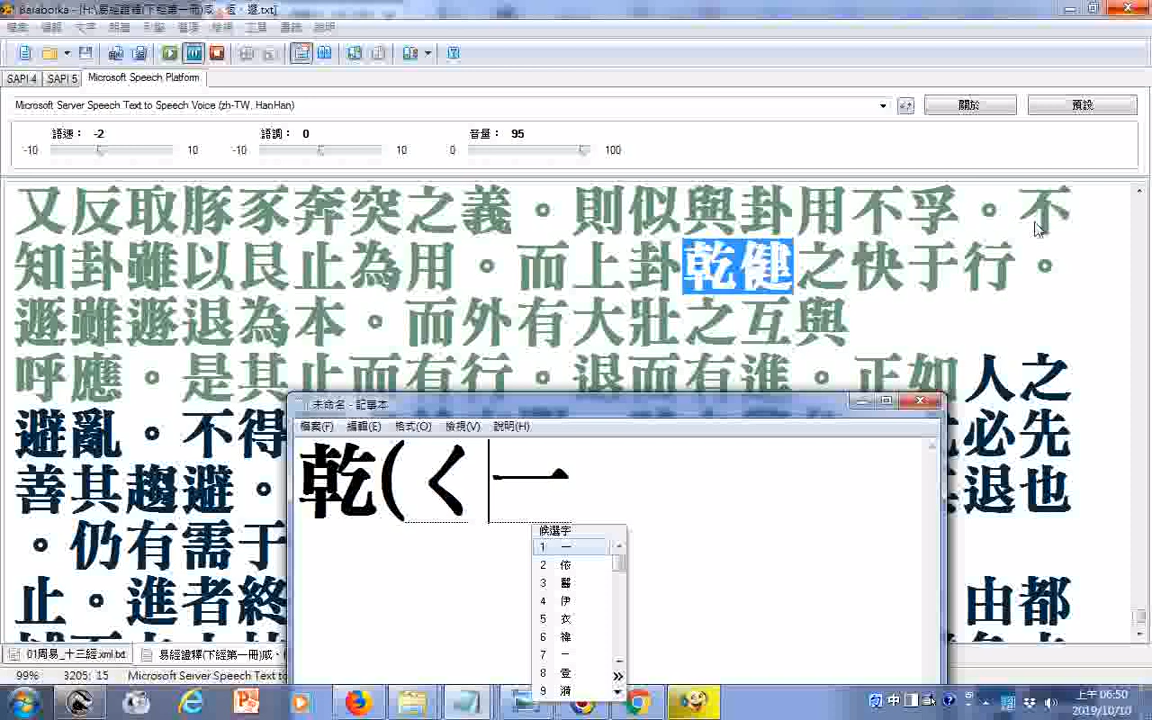 Balabolka - [H:\易經證釋(下經第一冊)咸、恆、遯.txt]
SAPI 4 SAPI 5 Microsoft Speech Platform
Microsoft Server Speech Text to Speech Voice (zh-TW, HanHan) 關於 預設
語速： -2 語調： 0 音量： 95
-10 10 -10 10 0 100
又反取豚豕奔突之義。則似與卦用不孚。不
知卦雖以艮止為用。而上卦乾健之快于行。
遯雖遯退為本。而外有大壯之互與
呼應。是其止而有行。退而有進。正如人之
避亂。不得 必先
善其趨避。 退也
。仍有需于
止。進者終 由都
未命名 - 記事本
檔案(F) 編輯(E) 格式(O) 檢視(V) 說明(H)
乾(ㄑ 一
候選字
1 一
2 依
3 醫
4 伊
5 衣
6 禕
7 ㄧ
8 壹
9 漪
01周易_十三經.xml.txt 易經證釋(下經第一冊)咸、
99% 3205: 15 Microsoft Server Speech Text to
中
上午 06:50
2019/10/10